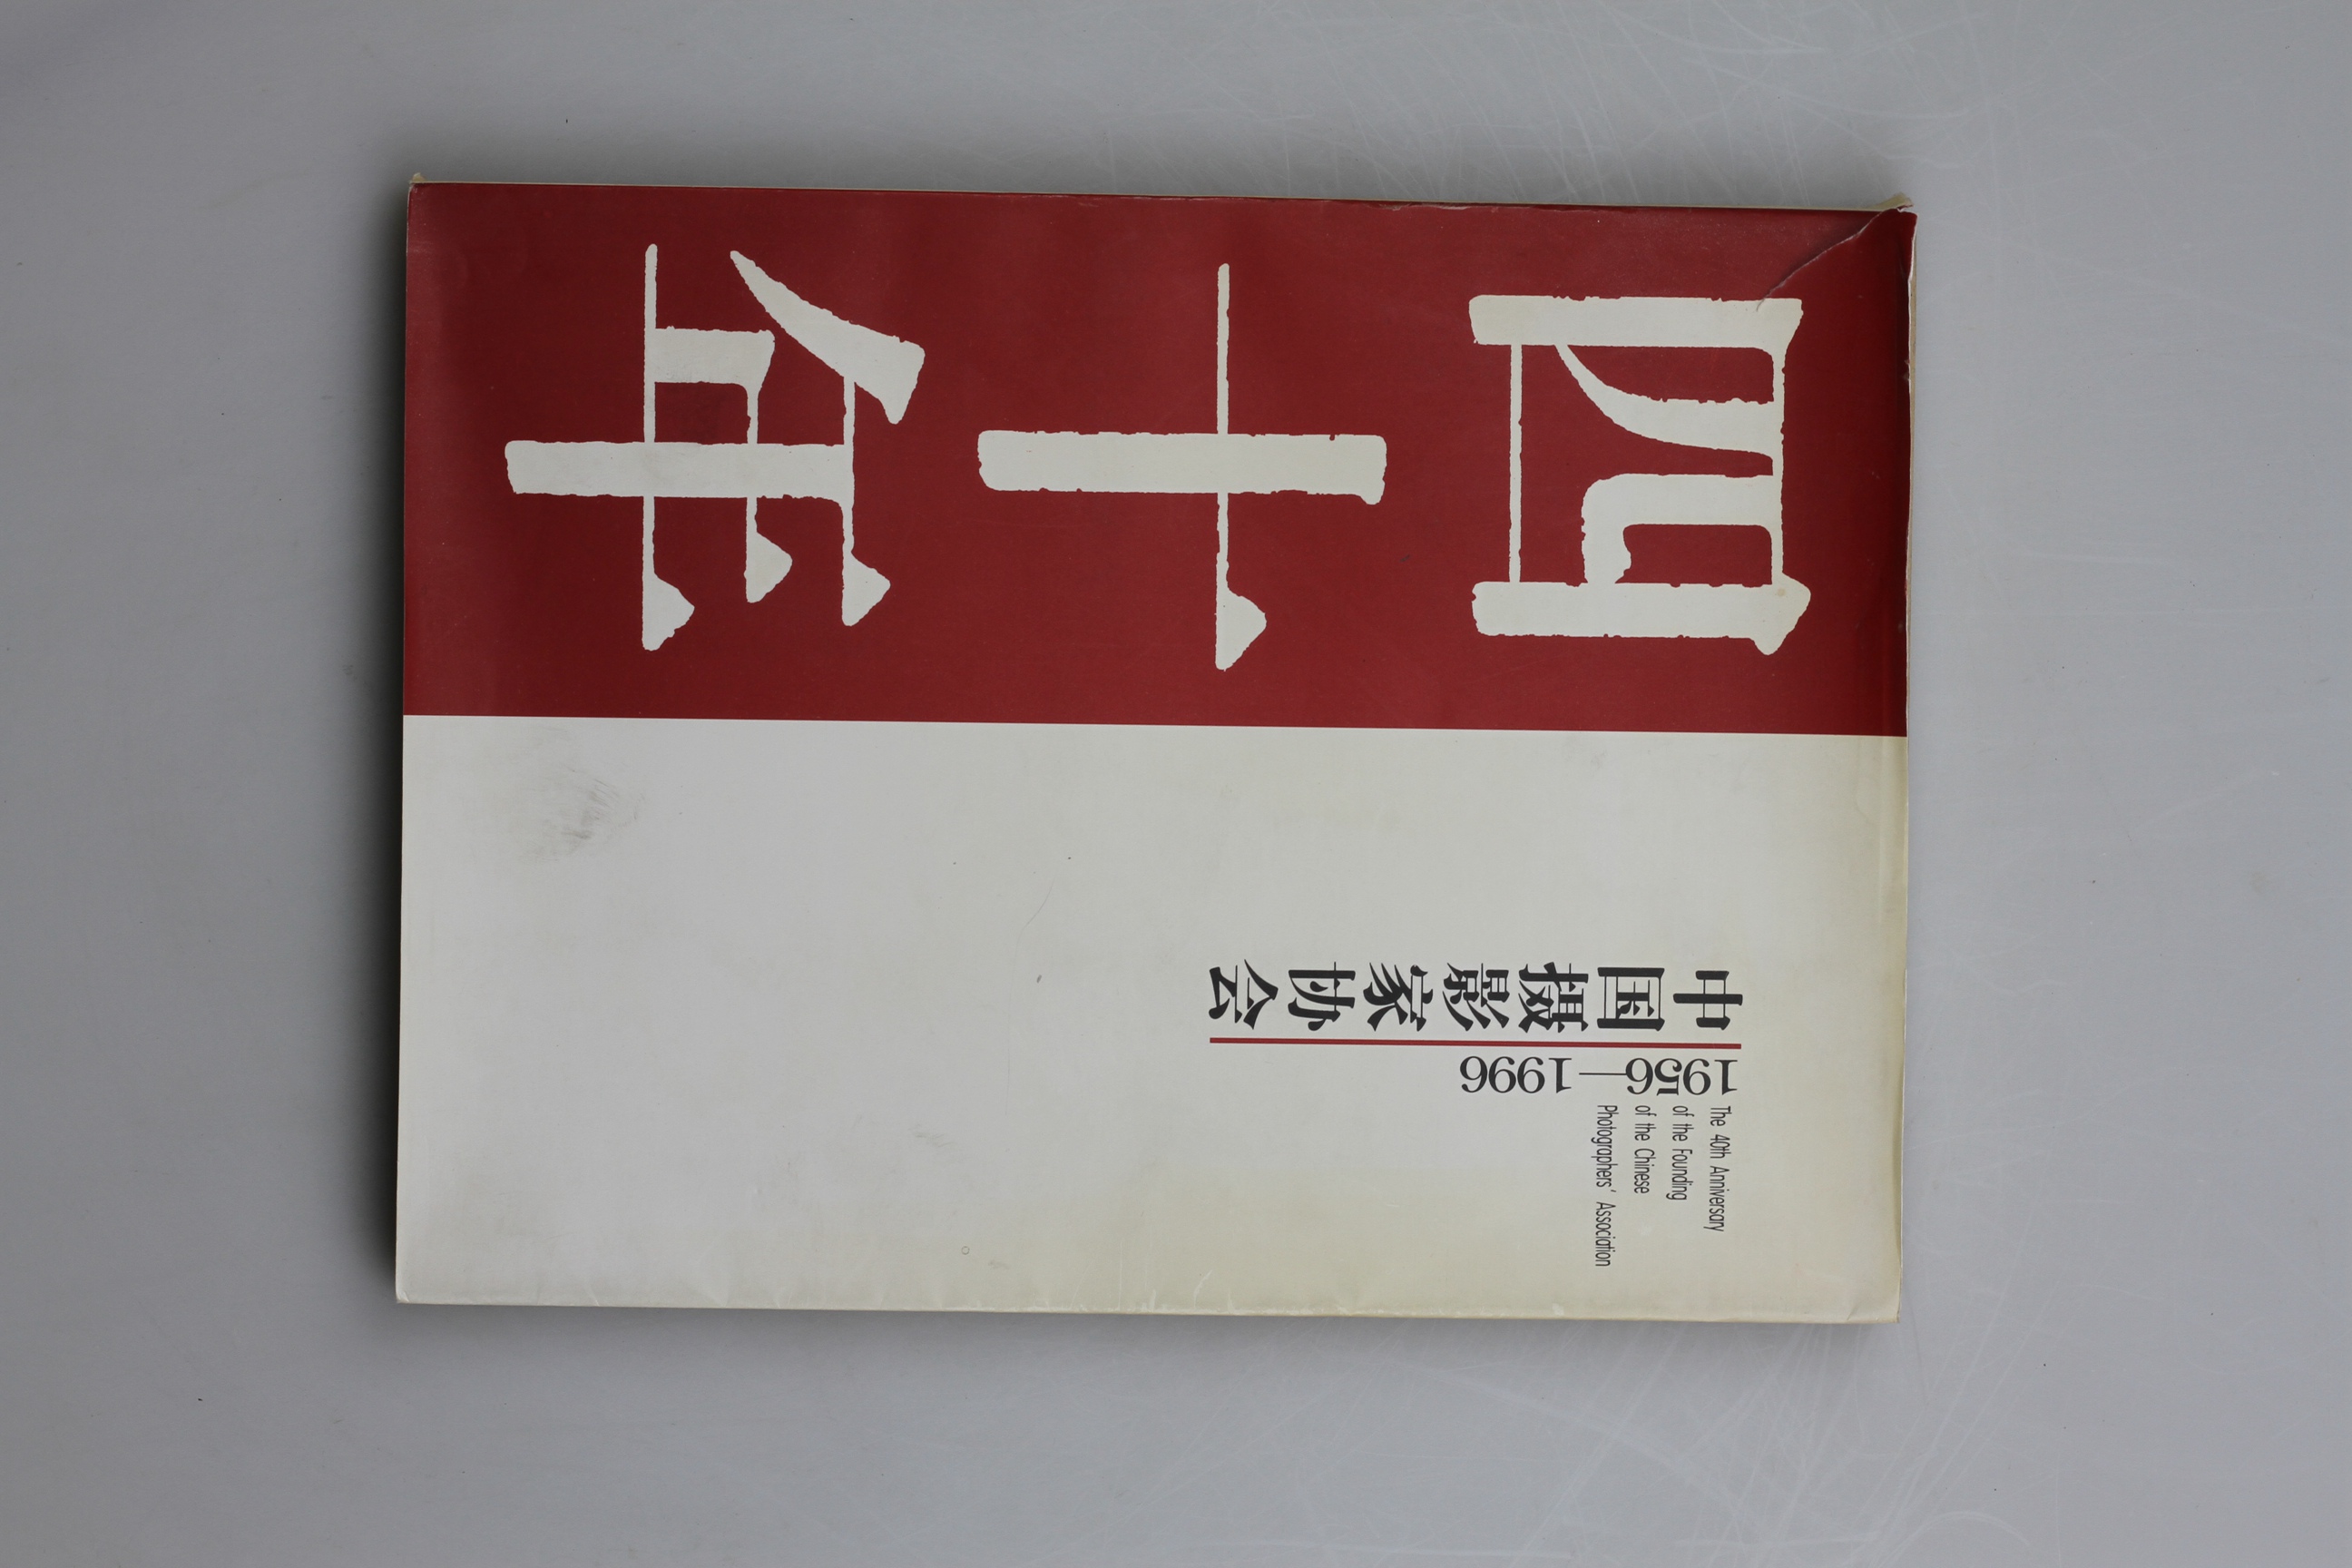 四十年
中国摄影家协会
1956—1996
The 40th Anniversary
of the Founding
of the Chinese
Photographers' Association